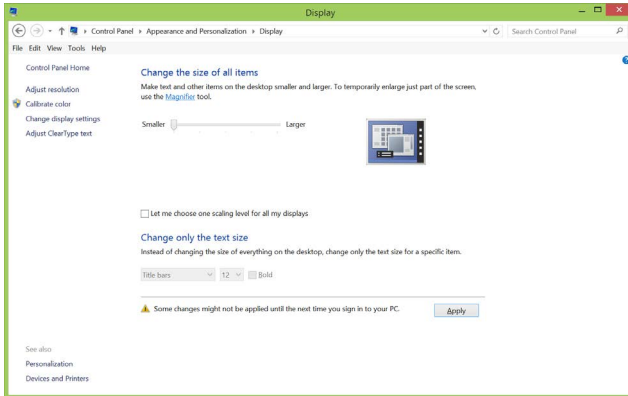 Display
Control Panel ▸ Appearance and Personalization ▸ Display
Search Control Panel
File Edit View Tools Help
Control Panel Home
Adjust resolution
Calibrate color
Change display settings
Adjust ClearType text
Change the size of all items
Make text and other items on the desktop smaller and larger. To temporarily enlarge just part of the screen,
use the Magnifier tool.
Smaller Larger
Let me choose one scaling level for all my displays
Change only the text size
Instead of changing the size of everything on the desktop, change only the text size for a specific item.
Title bars 12 Bold
Some changes might not be applied until the next time you sign in to your PC.
Apply
See also
Personalization
Devices and Printers